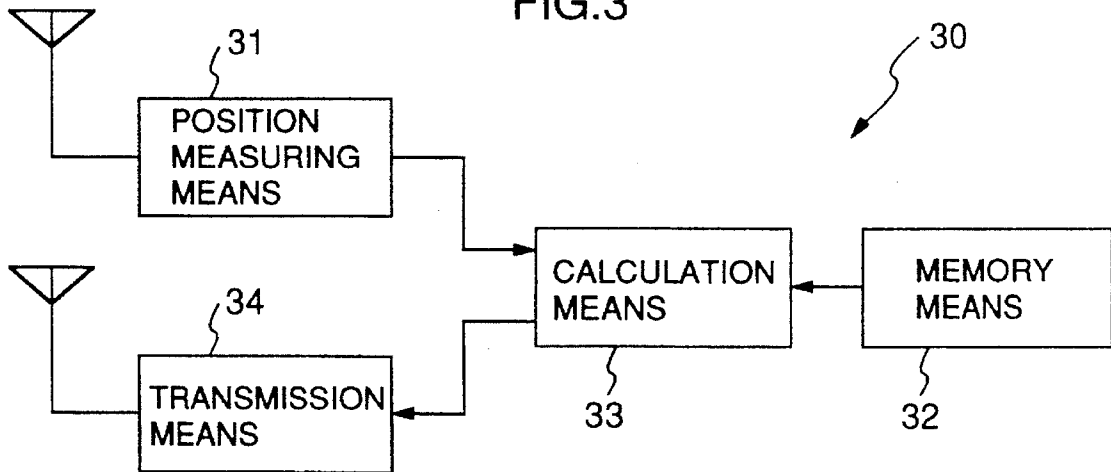 FIG.3
30
31
POSITION
MEASURING
MEANS
CALCULATION
MEANS
33
MEMORY
MEANS
32
34
TRANSMISSION
MEANS